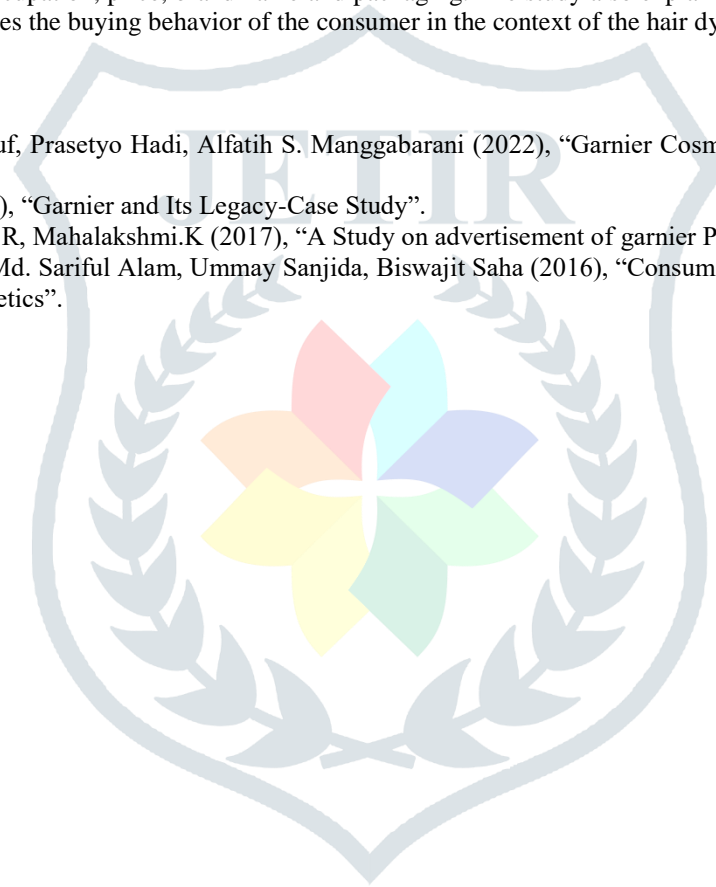 es the buying behavior of the consumer in the context of the hair dy
JETIR
uf, Prasetyo Hadi, Alfatih S. Manggabarani (2022), “Garnier Cosm
), “Garnier and Its Legacy-Case Study”.
R, Mahalakshmi.K (2017), “A Study on advertisement of garnier P
Md. Sariful Alam, Ummay Sanjida, Biswajit Saha (2016), “Consum
etics”.